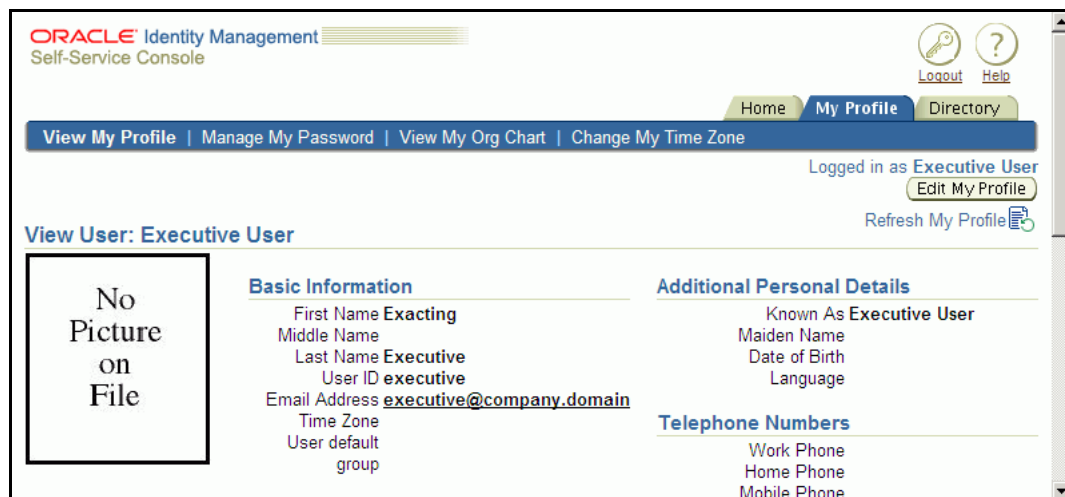 ORACLE Identity Management
Self-Service Console
Logout Help
Home My Profile Directory
View My Profile | Manage My Password | View My Org Chart | Change My Time Zone
Logged in as Executive User
Edit My Profile
Refresh My Profile
View User: Executive User
No
Picture
on
File
Basic Information
First Name Exacting
Middle Name
Last Name Executive
User ID executive
Email Address executive@company.domain
Time Zone
User default
group
Additional Personal Details
Known As Executive User
Maiden Name
Date of Birth
Language
Telephone Numbers
Work Phone
Home Phone
Mobile Phone